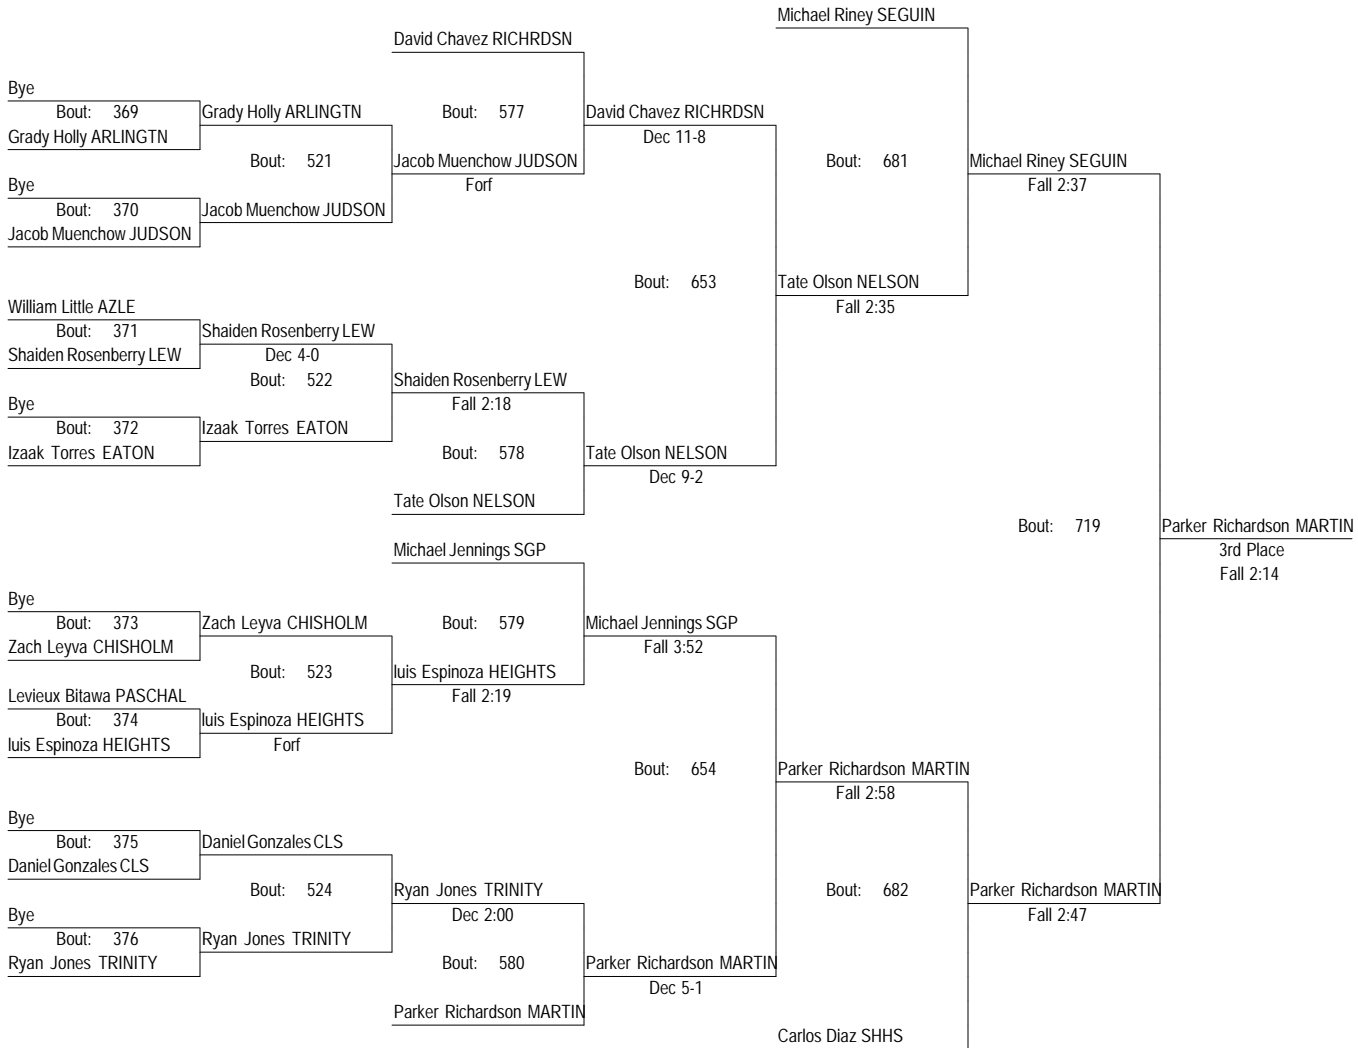 Michael Riney SEGUIN
David Chavez RICHRDSN
Bye
Bout: 369
Grady Holly ARLINGTN
Bout: 577
David Chavez RICHRDSN
Grady Holly ARLINGTN
Dec 11-8
Bout: 521
Jacob Muenchow JUDSON
Bout: 681
Michael Riney SEGUIN
Bye
Forf
Fall 2:37
Bout: 370
Jacob Muenchow JUDSON
Jacob Muenchow JUDSON
Bout: 653
Tate Olson NELSON
William Little AZLE
Fall 2:35
Bout: 371
Shaiden Rosenberry LEW
Shaiden Rosenberry LEW
Dec 4-0
Bout: 522
Shaiden Rosenberry LEW
Bye
Fall 2:18
Bout: 372
Izaak Torres EATON
Izaak Torres EATON
Bout: 578
Tate Olson NELSON
Dec 9-2
Tate Olson NELSON
Bout: 719
Parker Richardson MARTIN
3rd Place
Fall 2:14
Michael Jennings SGP
Bye
Bout: 373
Zach Leyva CHISHOLM
Bout: 579
Michael Jennings SGP
Zach Leyva CHISHOLM
Fall 3:52
Bout: 523
luis Espinoza HEIGHTS
Levieux Bitawa PASCHAL
Fall 2:19
Bout: 374
luis Espinoza HEIGHTS
luis Espinoza HEIGHTS
Forf
Bout: 654
Parker Richardson MARTIN
Fall 2:58
Bye
Bout: 375
Daniel Gonzales CLS
Daniel Gonzales CLS
Bout: 524
Ryan Jones TRINITY
Bout: 682
Parker Richardson MARTIN
Bye
Dec 2:00
Fall 2:47
Bout: 376
Ryan Jones TRINITY
Ryan Jones TRINITY
Bout: 580
Parker Richardson MARTIN
Dec 5-1
Parker Richardson MARTIN
Carlos Diaz SHHS